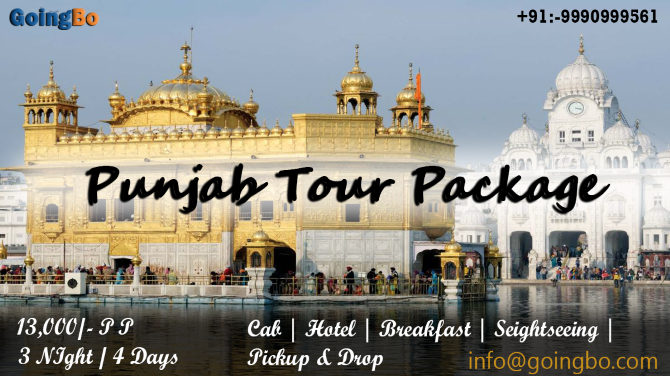 GoingBo
+91:-9990999561
Punjab Tour Package
13,000/- P P
3 NIght / 4 Days
Cab | Hotel | Breakfast | Seightseeing |
Pickup & Drop
info@goingbo.com